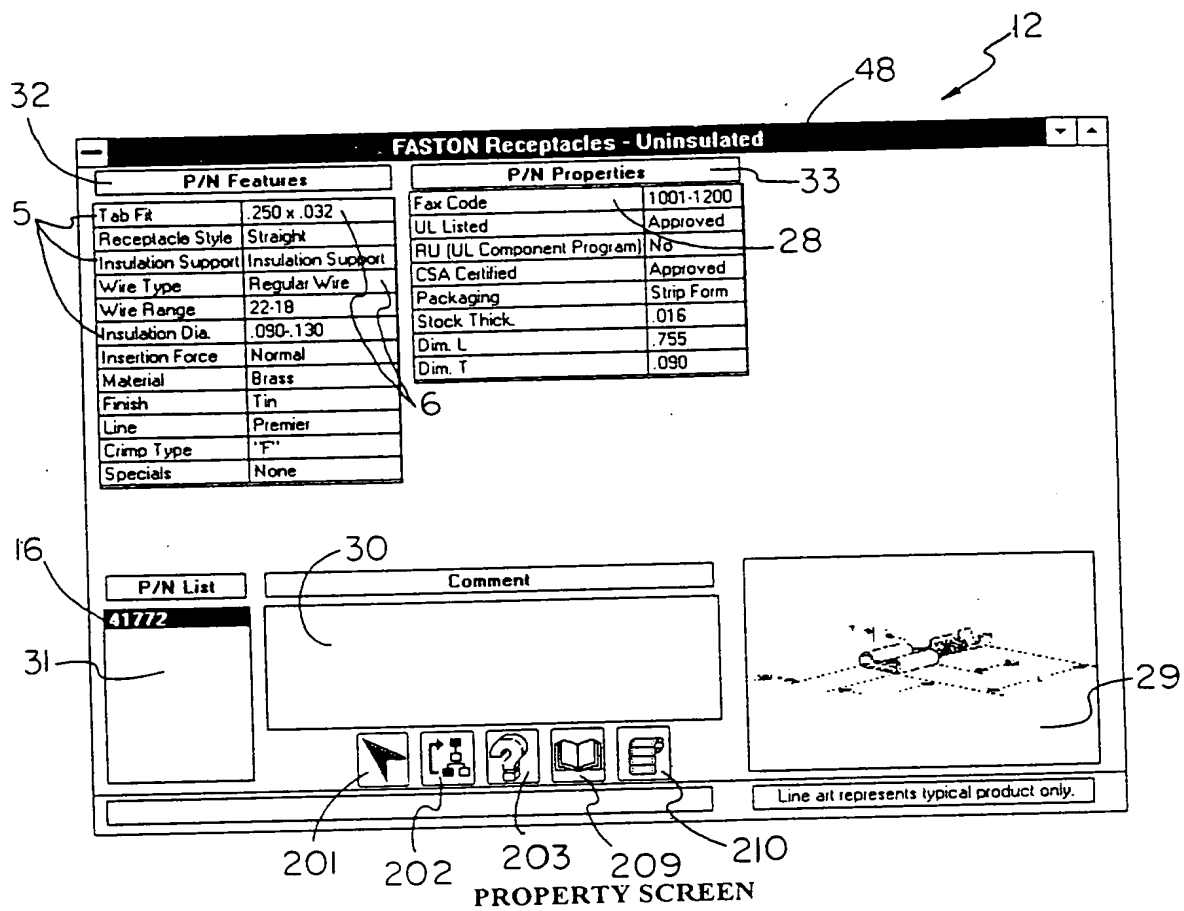 12
48
32
FASTON Receptacles - Uninsulated
P/N Features
P/N Properties
33
5
Tab Fit .250 x .032
Receptacle Style Straight
Insulation Support Insulation Support
Wire Type Regular Wire
Wire Range 22-18
Insulation Dia. .090-.130
Insertion Force Normal
Material Brass
Finish Tin
Line Premier
Crimp Type "F"
Specials None
6
Fax Code 1001-1200
UL Listed Approved
RU (UL Component Program) No
CSA Certified Approved
Packaging Strip Form
Stock Thick. .016
Dim. L .755
Dim. T .090
28
16
30
P/N List
Comment
41772
31
29
Line art represents typical product only.
201
202
203
209
210
PROPERTY SCREEN